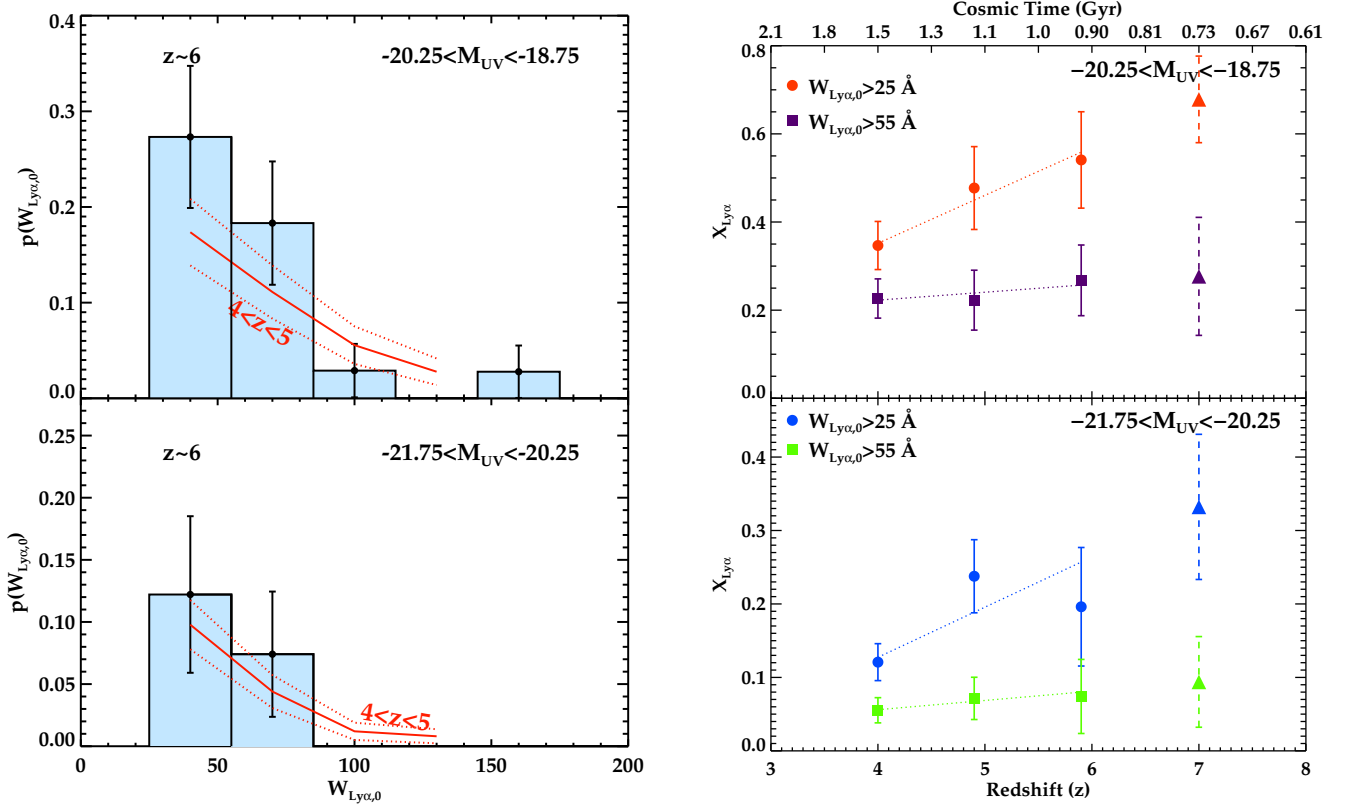 0.4
z~6 -20.25<M_UV<-18.75
0.3
0.2
4<z<5
0.1
0.0
p(W_Lyα,0)
0.25
z~6 -21.75<M_UV<-20.25
0.20
0.15
0.10
0.05
4<z<5
0.00
p(W_Lyα,0)
0 50 100 150 200
W_Lyα,0
Cosmic Time (Gyr)
2.1 1.8 1.5 1.3 1.1 1.0 0.90 0.81 0.73 0.67 0.61
0.8
−20.25<M_UV<−18.75
W_Lyα,0>25 Å
W_Lyα,0>55 Å
0.6
0.4
0.2
0.0
X_Lyα
−21.75<M_UV<−20.25
W_Lyα,0>25 Å
W_Lyα,0>55 Å
0.4
0.3
0.2
0.1
0.0
X_Lyα
3 4 5 6 7 8
Redshift (z)